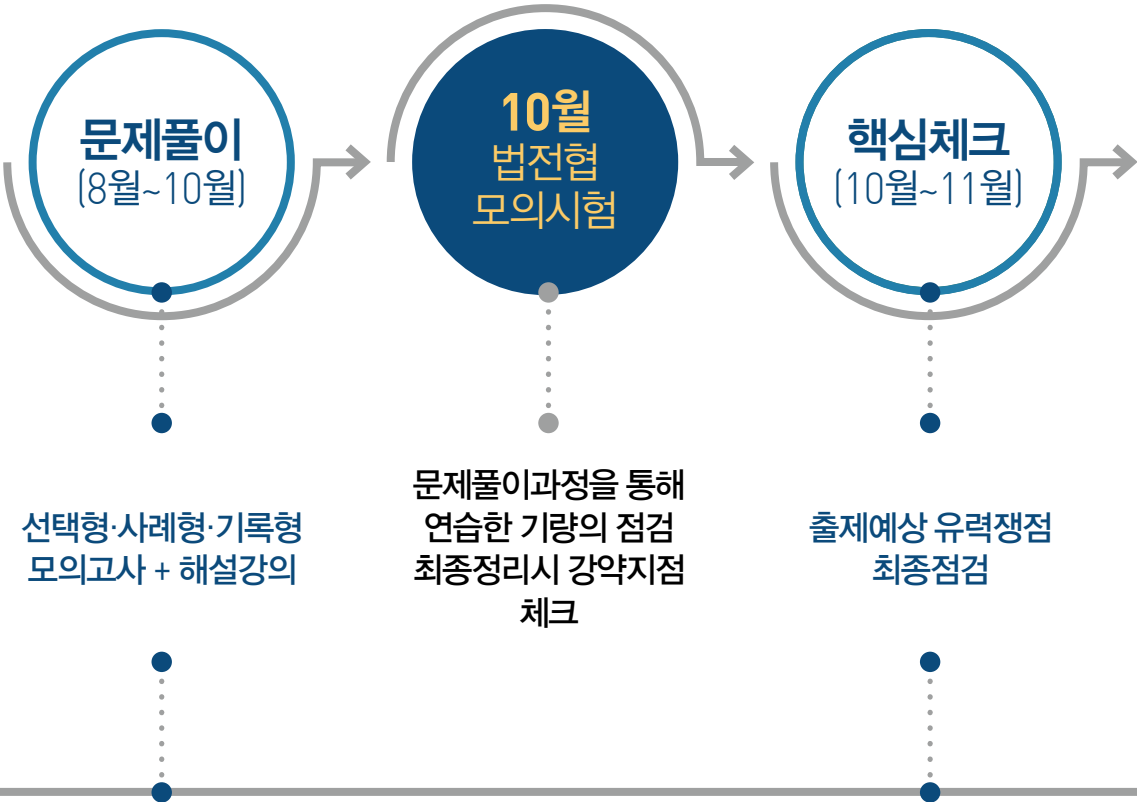 문제풀이
(8월~10월)
10월
법전협
모의시험
핵심체크
(10월~11월)
선택형·사례형·기록형
모의고사 + 해설강의
문제풀이과정을 통해
연습한 기량의 점검
최종정리시 강약지점
체크
출제예상 유력쟁점
최종점검